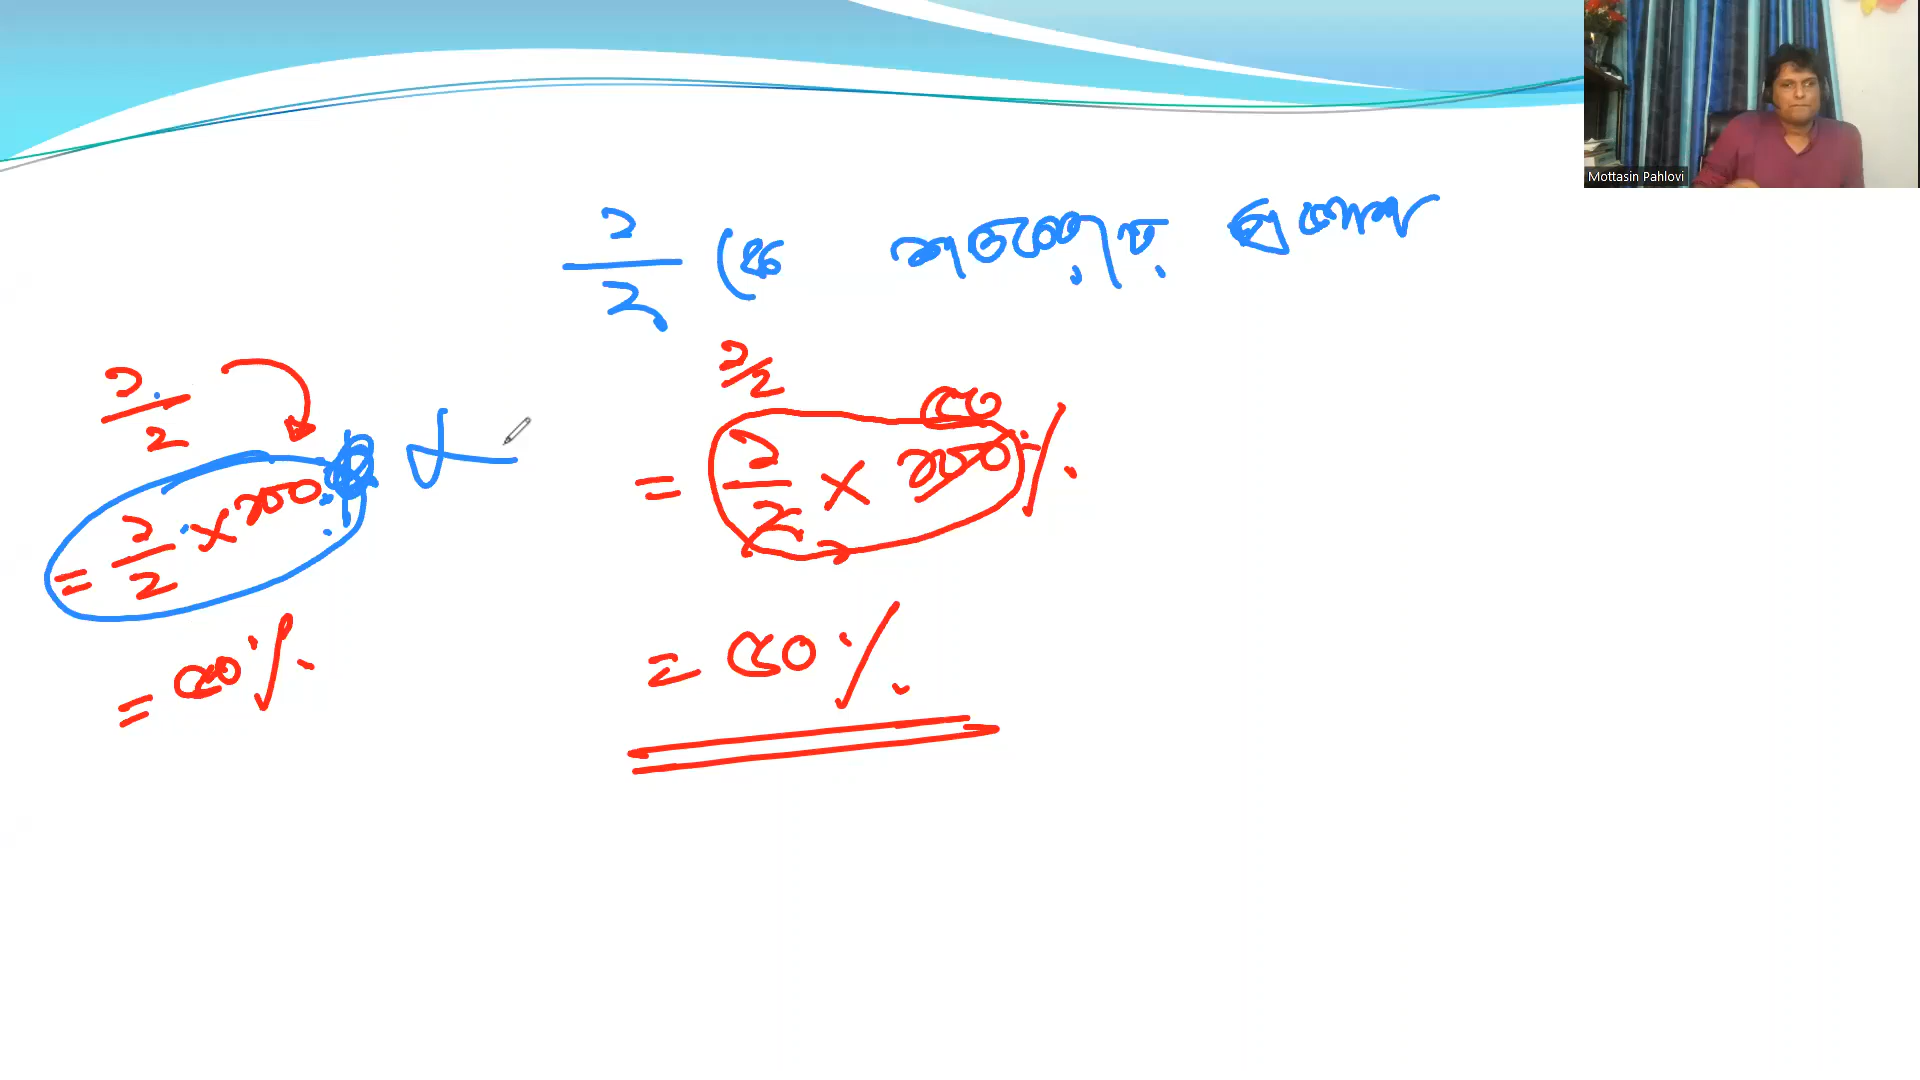 Mottasin Pahlovi
১/২ কে শতকরায় প্রকাশ
১/২
= ১/২ × ১০০
= ৫০%
১/২
৫০
= ১/২ × ১০০%
= ৫০%